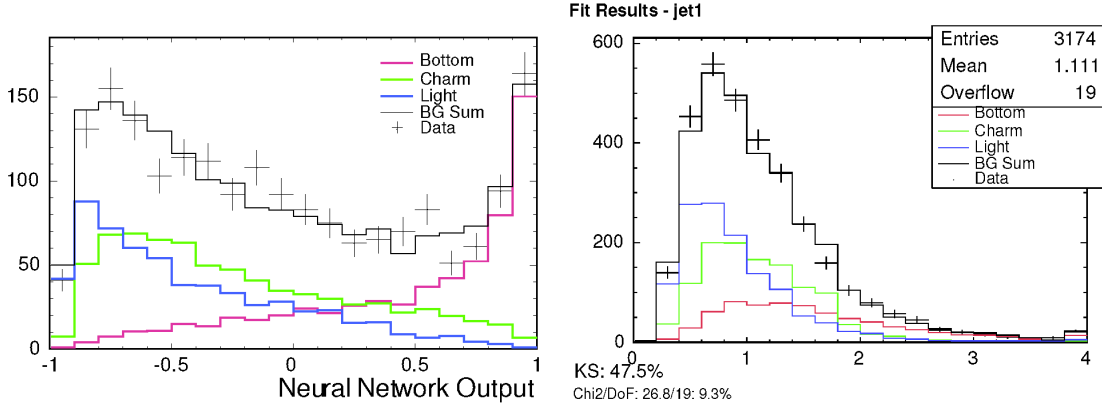 150
100
50
0
-1
-0.5
0
0.5
1
Bottom
Charm
Light
BG Sum
Data
Neural Network Output
Fit Results - jet1
600
400
200
0
0
1
2
3
4
Entries 3174
Mean 1.111
Overflow 19
Bottom
Charm
Light
BG Sum
Data
KS: 47.5%
Chi2/DoF: 26.8/19: 9.3%